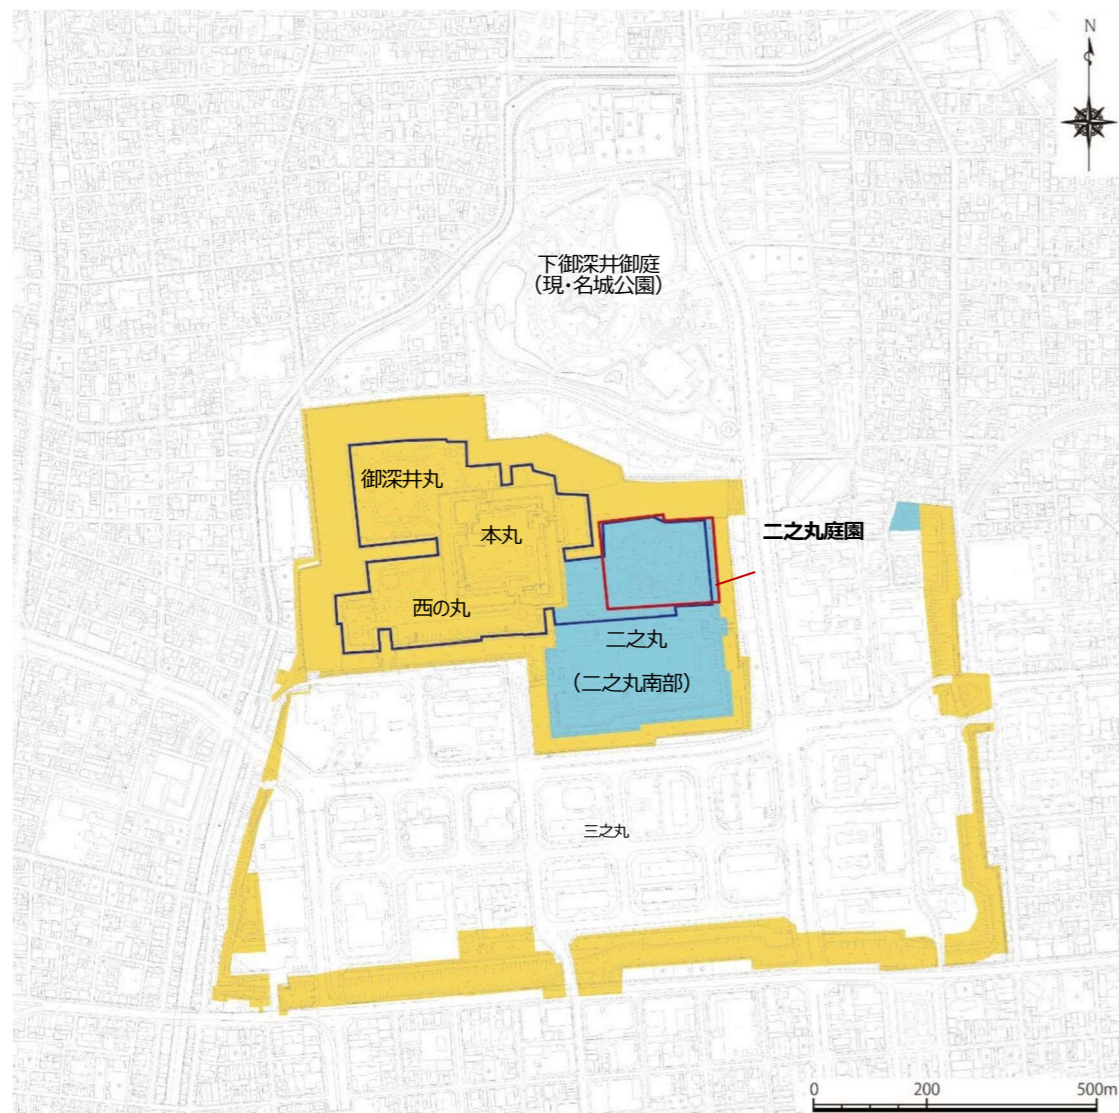 N
下御深井御庭
（現・名城公園）
御深井丸
本丸
二之丸庭園
西の丸
二之丸
（二之丸南部）
三之丸
0 200 500m